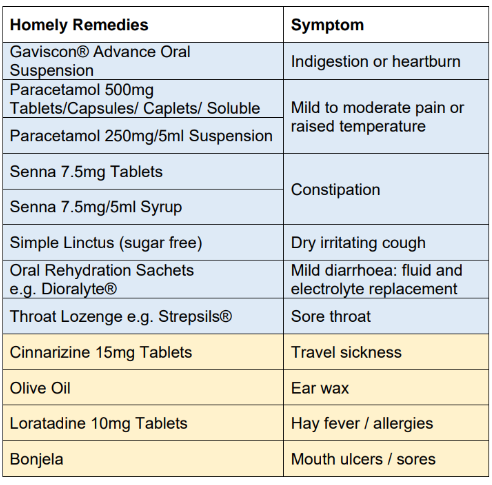 Homely Remedies
Symptom
Gaviscon® Advance Oral
Suspension
Indigestion or heartburn
Paracetamol 500mg
Tablets/Capsules/ Caplets/ Soluble
Paracetamol 250mg/5ml Suspension
Mild to moderate pain or
raised temperature
Senna 7.5mg Tablets
Senna 7.5mg/5ml Syrup
Constipation
Simple Linctus (sugar free)
Dry irritating cough
Oral Rehydration Sachets
e.g. Dioralyte®
Mild diarrhoea: fluid and
electrolyte replacement
Throat Lozenge e.g. Strepsils®
Sore throat
Cinnarizine 15mg Tablets
Travel sickness
Olive Oil
Ear wax
Loratadine 10mg Tablets
Hay fever / allergies
Bonjela
Mouth ulcers / sores